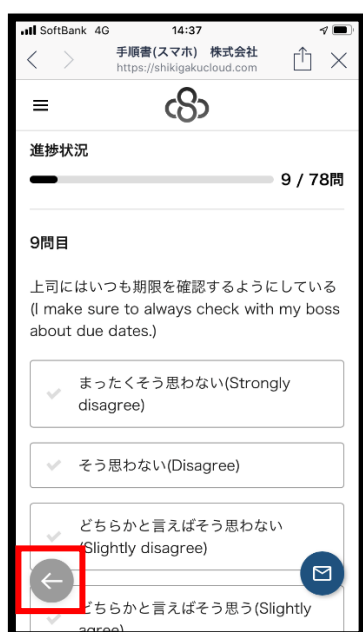 SoftBank 4G 14:37
手順書(スマホ) 株式会社
https://shikigakucloud.com
進捗状況
9 / 78問
9問目
上司にはいつも期限を確認するようにしている
(I make sure to always check with my boss
about due dates.)
まったくそう思わない(Strongly
disagree)
そう思わない(Disagree)
どちらかと言えばそう思わない
(Slightly disagree)
どちらかと言えばそう思う(Slightly
agree)